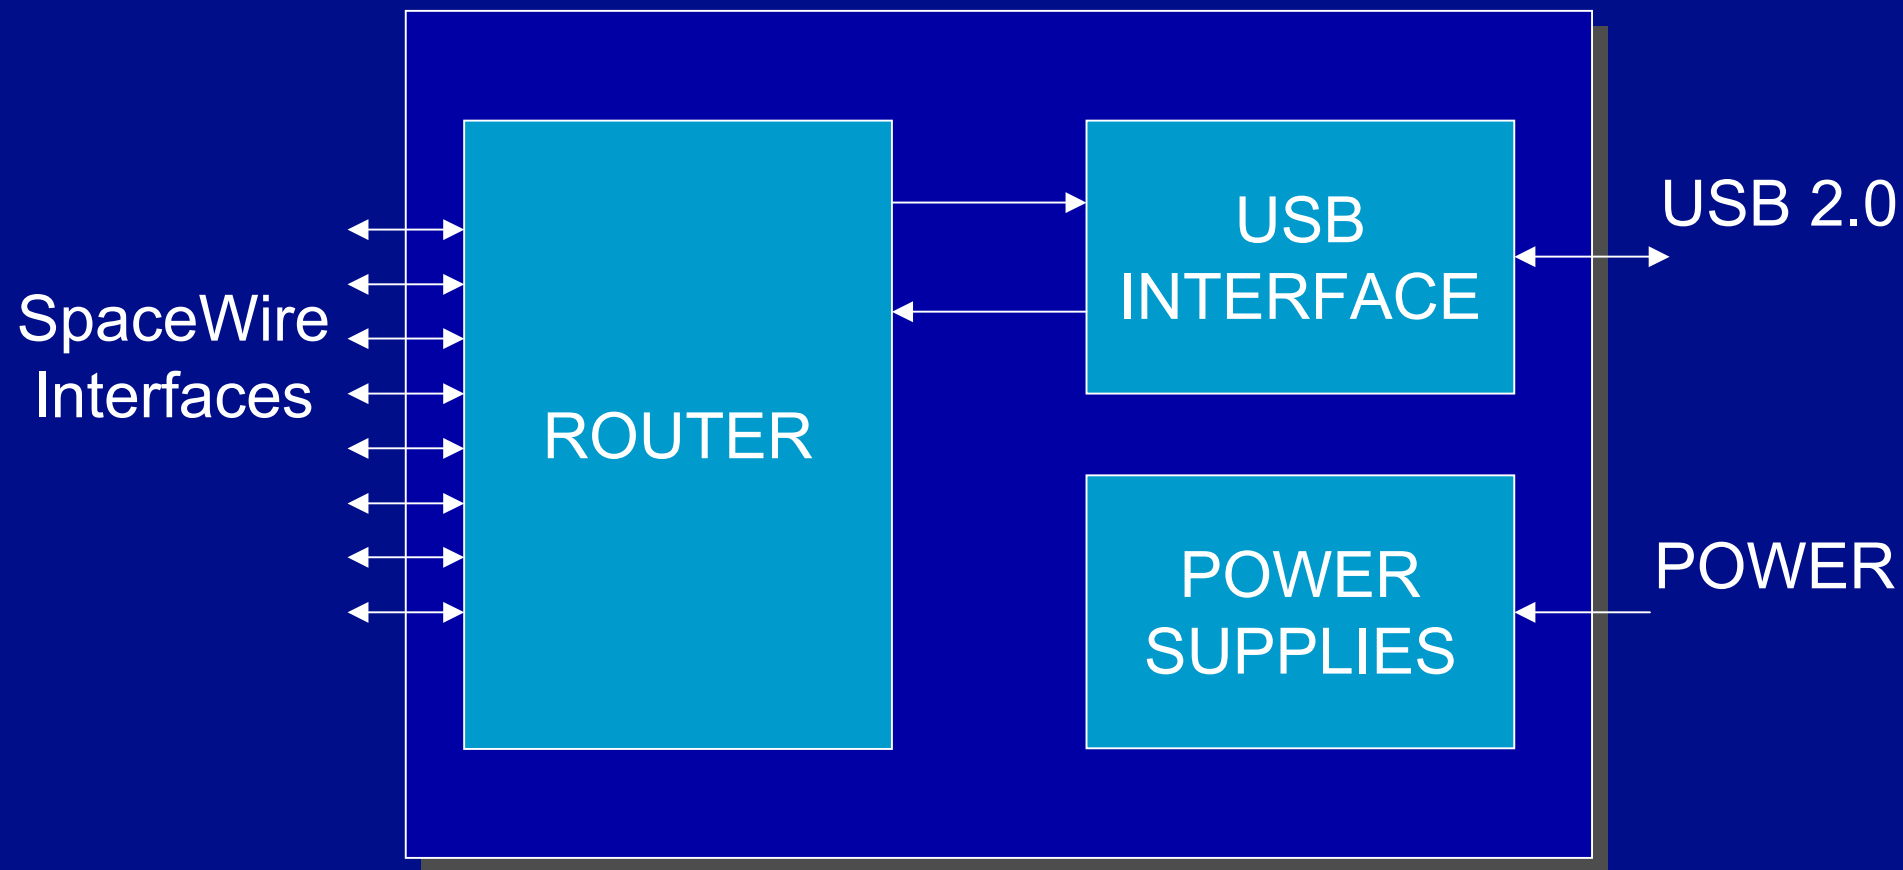 SpaceWire
Interfaces
ROUTER
USB
INTERFACE
USB 2.0
POWER
SUPPLIES
POWER